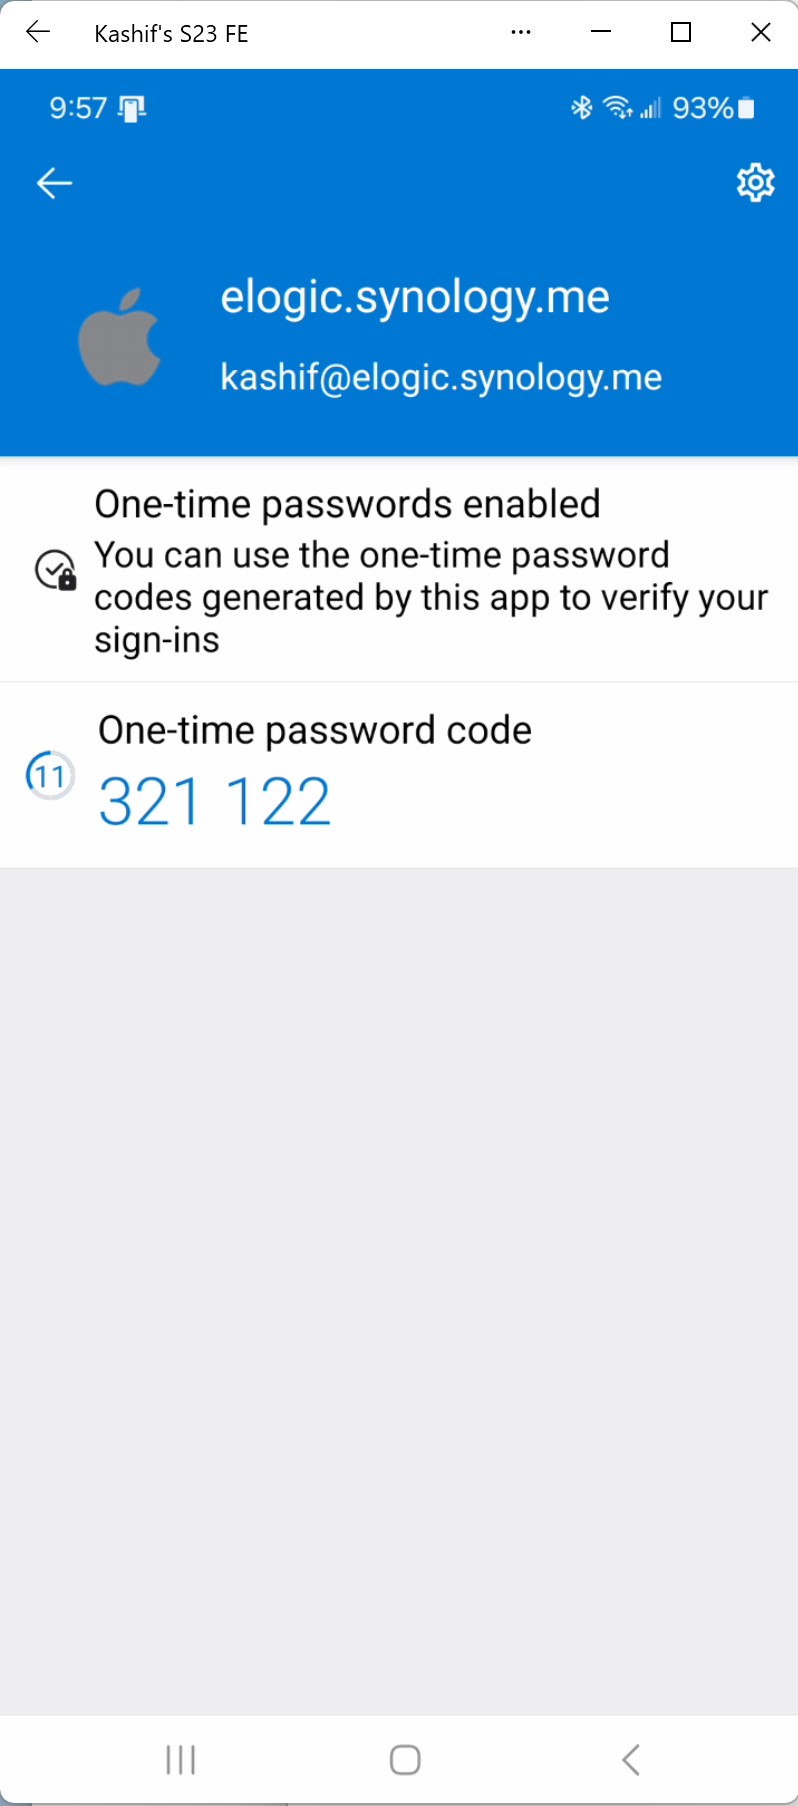 Kashif's S23 FE
9:57 93%
elogic.synology.me
kashif@elogic.synology.me
One-time passwords enabled
You can use the one-time password
codes generated by this app to verify your
sign-ins
One-time password code
11
321 122